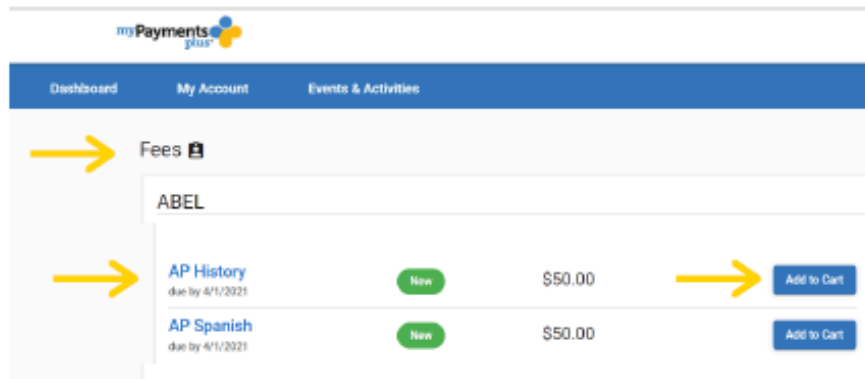 myPayments
plus
Dashboard My Account Events & Activities
Fees
ABEL
AP History New $50.00 Add to Cart
due by 4/1/2021
AP Spanish New $50.00 Add to Cart
due by 4/1/2021